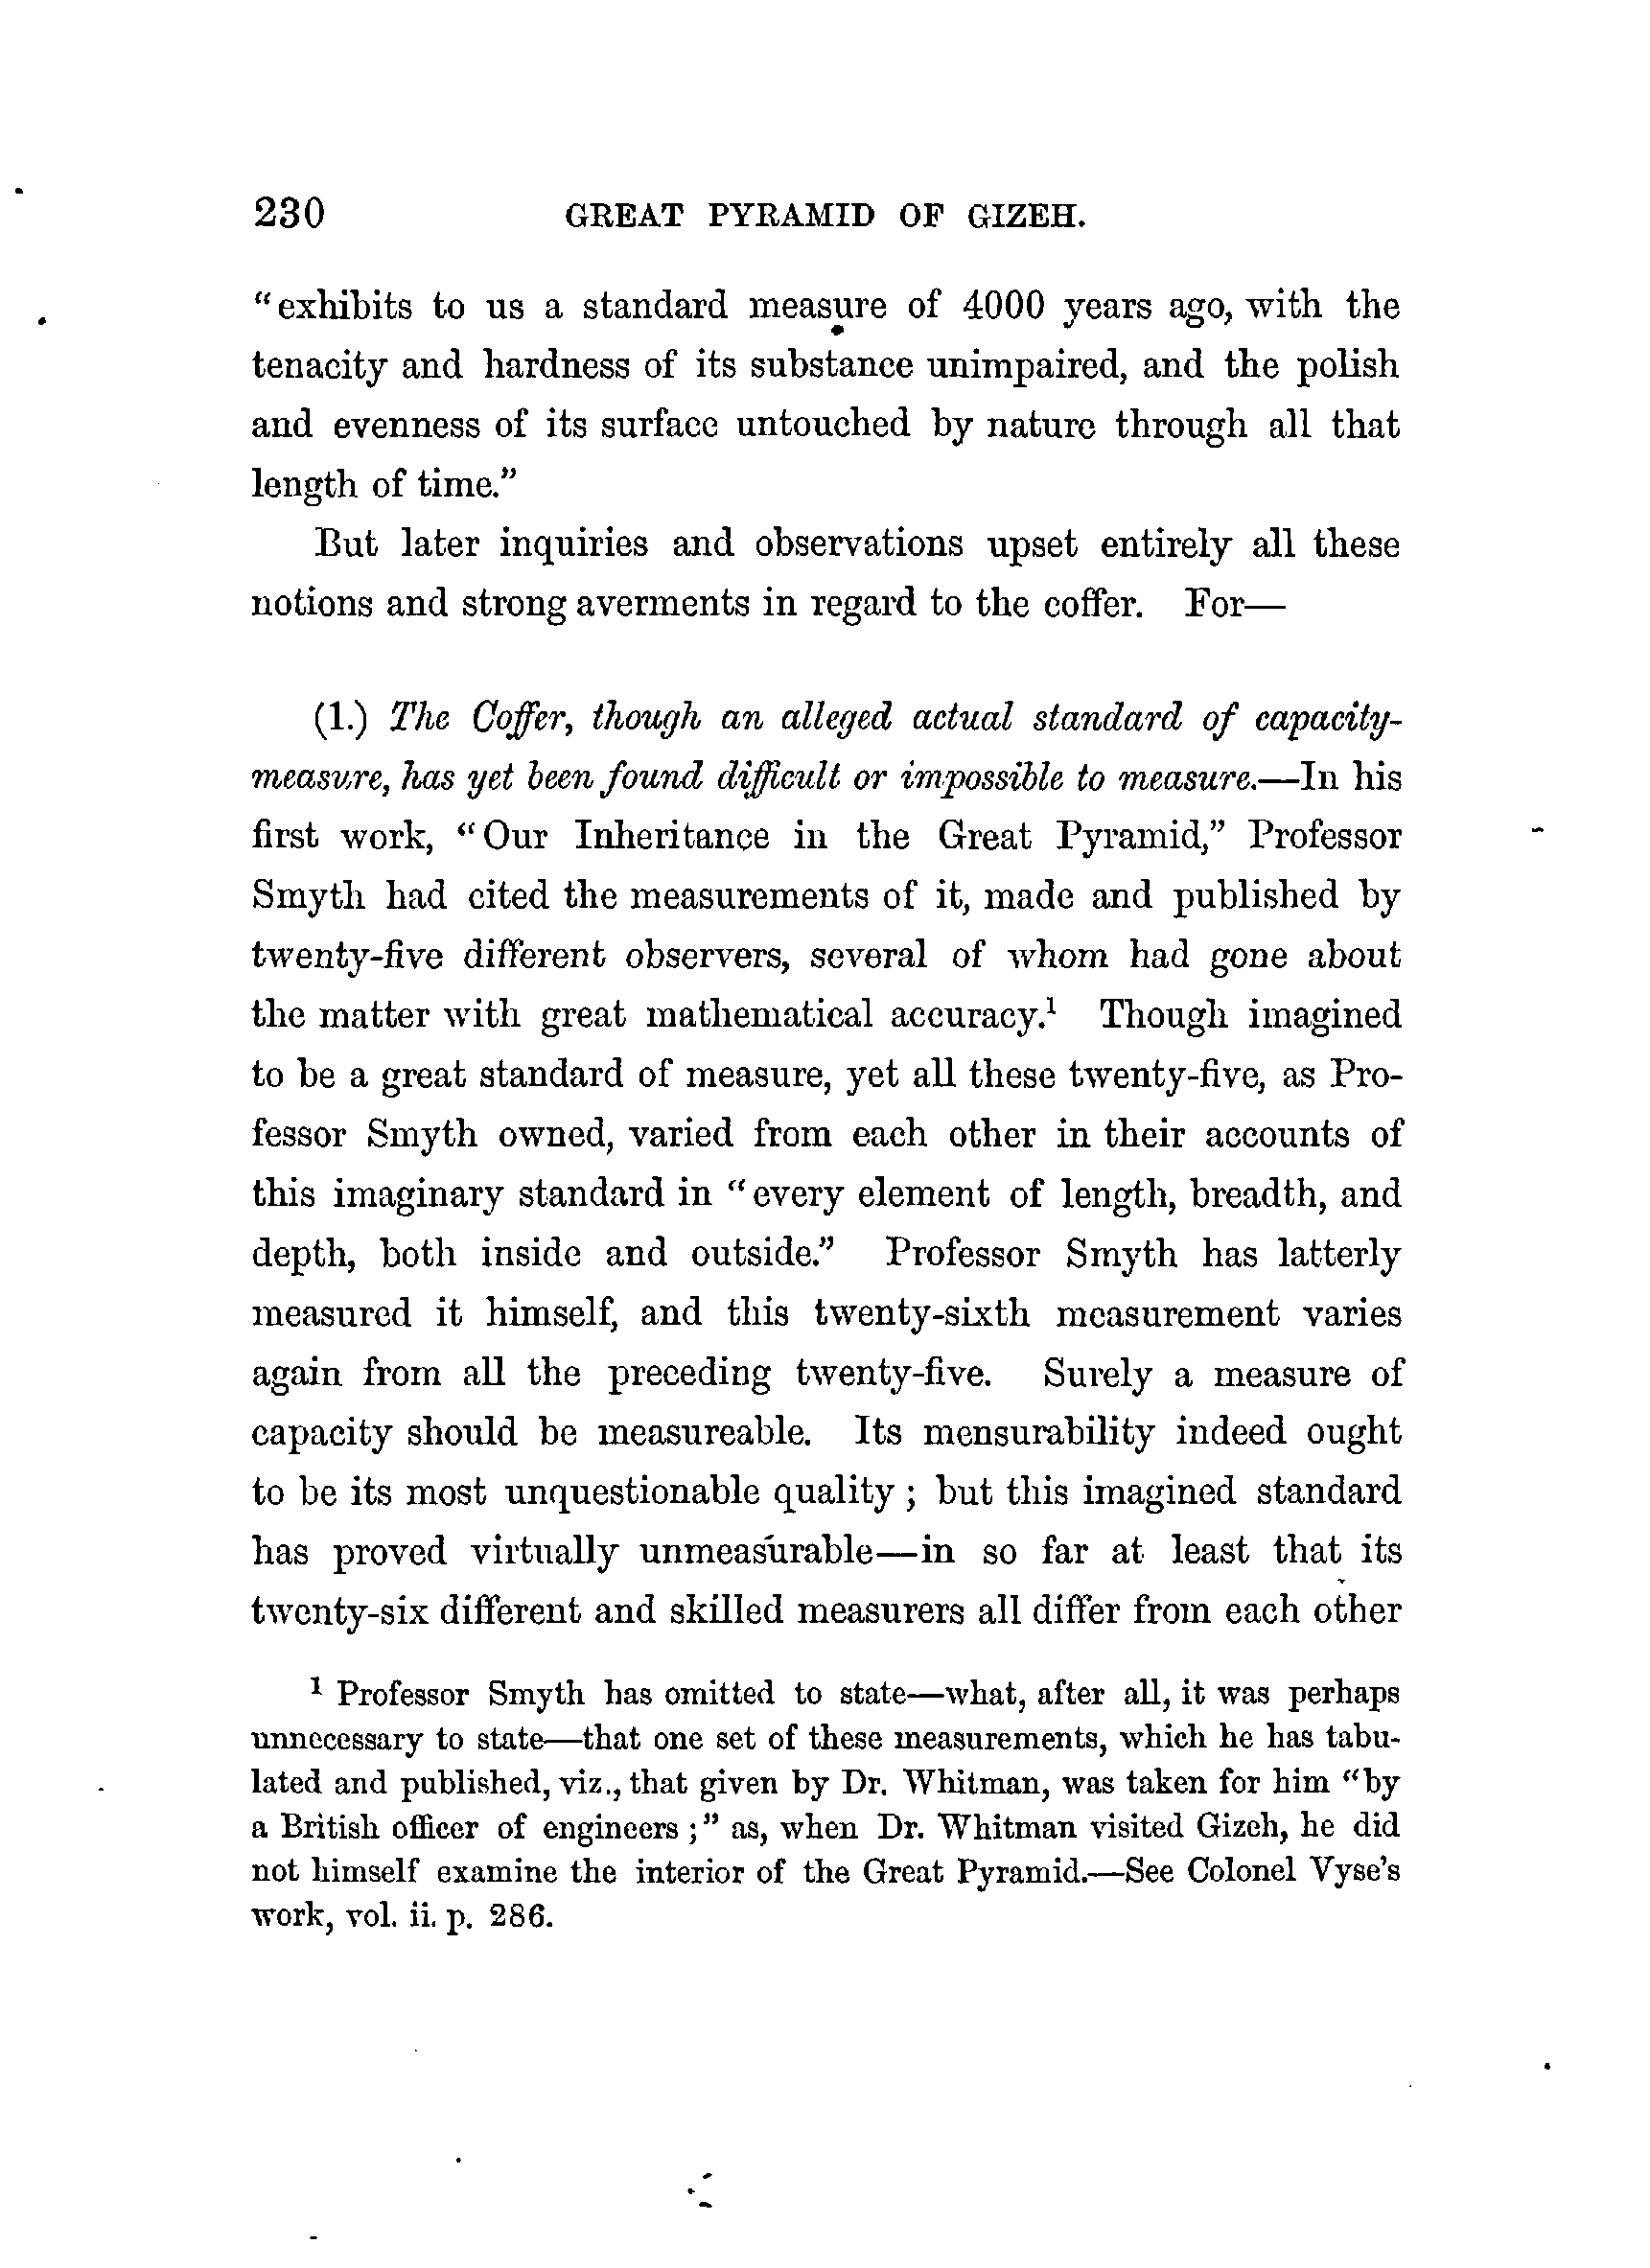 230 GREAT PYRAMID OF GIZEH.
"exhibits to us a standard measure of 4000 years ago, with the
tenacity and hardness of its substance unimpaired, and the polish
and evenness of its surface untouched by nature through all that
length of time."
But later inquiries and observations upset entirely all these
notions and strong averments in regard to the coffer. For—
(1.) The Coffer, though an alleged actual standard of capacity-
measure, has yet been found difficult or impossible to measure.—In his
first work, "Our Inheritance in the Great Pyramid," Professor
Smyth had cited the measurements of it, made and published by
twenty-five different observers, several of whom had gone about
the matter with great mathematical accuracy.¹ Though imagined
to be a great standard of measure, yet all these twenty-five, as Pro-
fessor Smyth owned, varied from each other in their accounts of
this imaginary standard in "every element of length, breadth, and
depth, both inside and outside." Professor Smyth has latterly
measured it himself, and this twenty-sixth measurement varies
again from all the preceding twenty-five. Surely a measure of
capacity should be measureable. Its mensurability indeed ought
to be its most unquestionable quality; but this imagined standard
has proved virtually unmeasurable—in so far at least that its
twenty-six different and skilled measurers all differ from each other
¹ Professor Smyth has omitted to state—what, after all, it was perhaps
unnecessary to state—that one set of these measurements, which he has tabu-
lated and published, viz., that given by Dr. Whitman, was taken for him "by
a British officer of engineers;" as, when Dr. Whitman visited Gizeh, he did
not himself examine the interior of the Great Pyramid.—See Colonel Vyse's
work, vol. ii. p. 286.